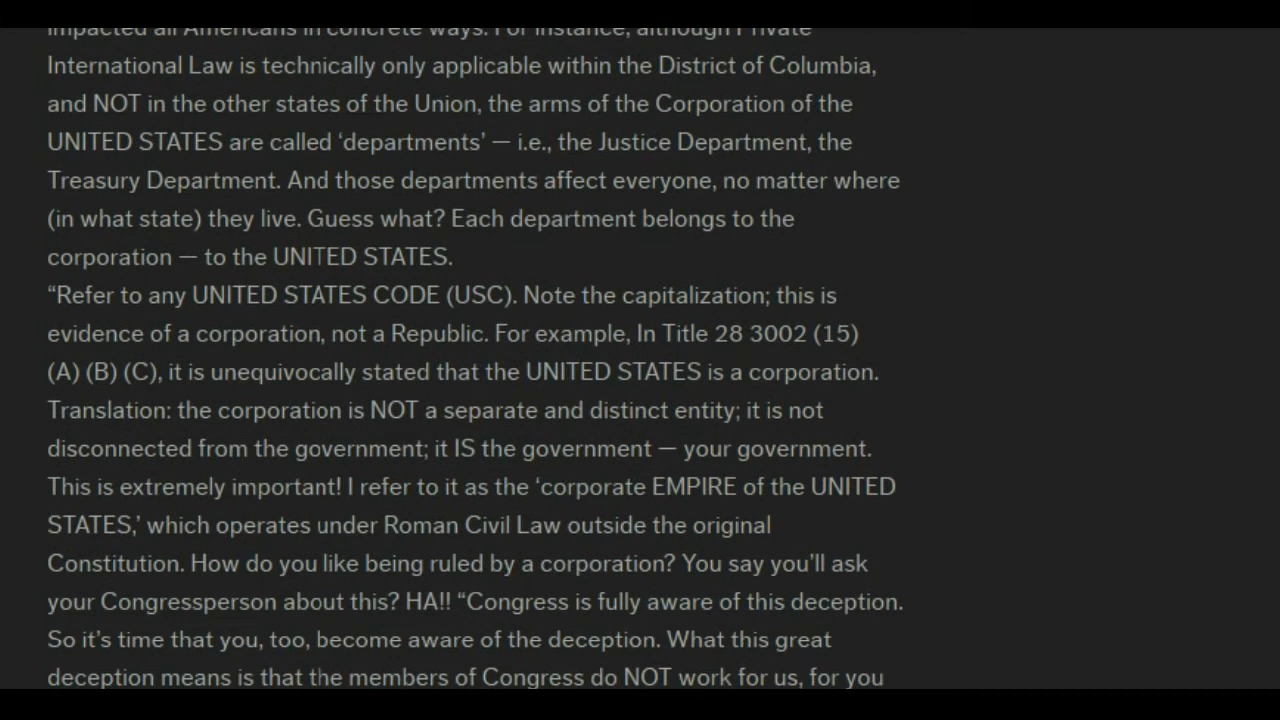 impacted all Americans in concrete ways. For instance, although Private
International Law is technically only applicable within the District of Columbia,
and NOT in the other states of the Union, the arms of the Corporation of the
UNITED STATES are called ‘departments’ — i.e., the Justice Department, the
Treasury Department. And those departments affect everyone, no matter where
(in what state) they live. Guess what? Each department belongs to the
corporation — to the UNITED STATES.
“Refer to any UNITED STATES CODE (USC). Note the capitalization; this is
evidence of a corporation, not a Republic. For example, In Title 28 3002 (15)
(A) (B) (C), it is unequivocally stated that the UNITED STATES is a corporation.
Translation: the corporation is NOT a separate and distinct entity; it is not
disconnected from the government; it IS the government — your government.
This is extremely important! I refer to it as the ‘corporate EMPIRE of the UNITED
STATES,’ which operates under Roman Civil Law outside the original
Constitution. How do you like being ruled by a corporation? You say you’ll ask
your Congressperson about this? HA!! “Congress is fully aware of this deception.
So it’s time that you, too, become aware of the deception. What this great
deception means is that the members of Congress do NOT work for us, for you